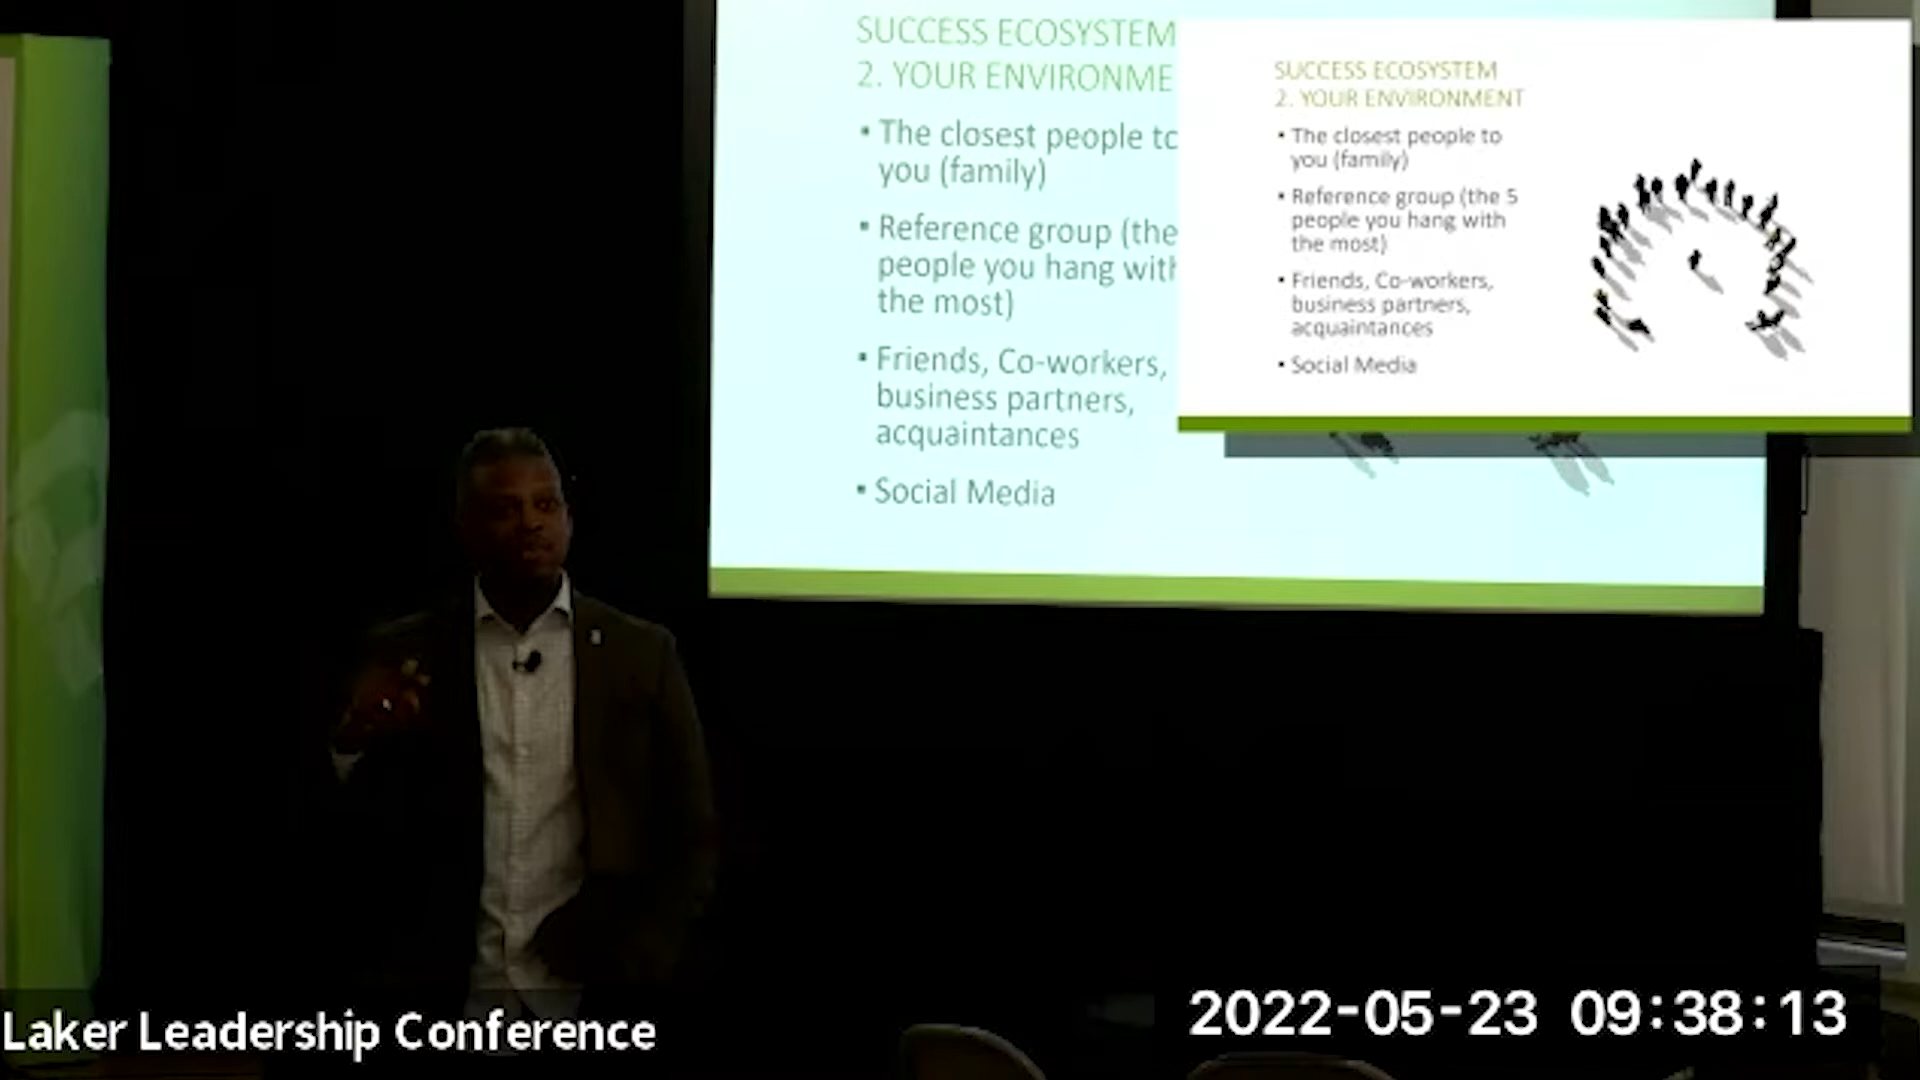 SUCCESS ECOSYSTEM
2. YOUR ENVIRONME
▪ The closest people to
you (family)
▪ Reference group (the
people you hang with
the most)
▪ Friends, Co-workers,
business partners,
acquaintances
▪ Social Media
SUCCESS ECOSYSTEM
2. YOUR ENVIRONMENT
▪ The closest people to
you (family)
▪ Reference group (the 5
people you hang with
the most)
▪ Friends, Co-workers,
business partners,
acquaintances
▪ Social Media
Laker Leadership Conference
2022-05-23 09:38:13